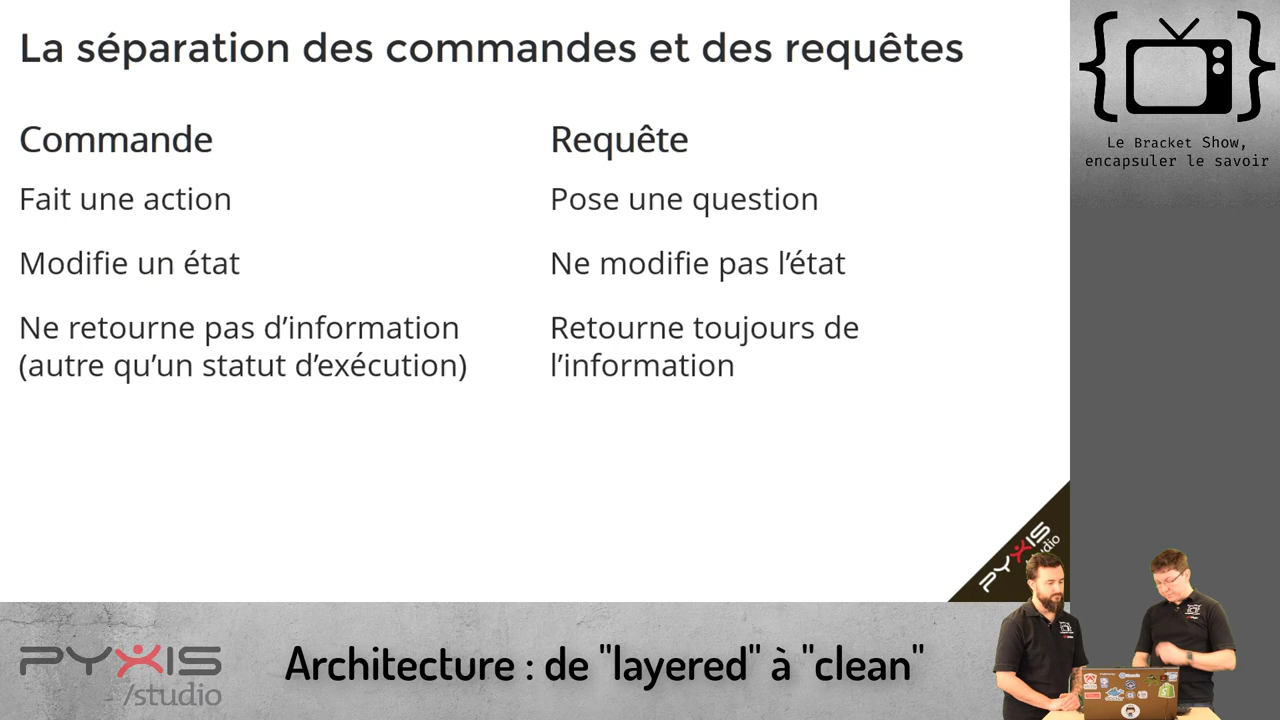 La séparation des commandes et des requêtes
Commande
Fait une action
Modifie un état
Ne retourne pas d’information
(autre qu’un statut d’exécution)
Requête
Pose une question
Ne modifie pas l’état
Retourne toujours de
l’information
Le Bracket Show,
encapsuler le savoir
PYXIS
studio
PYXIS
/studio
Architecture : de "layered" à "clean"